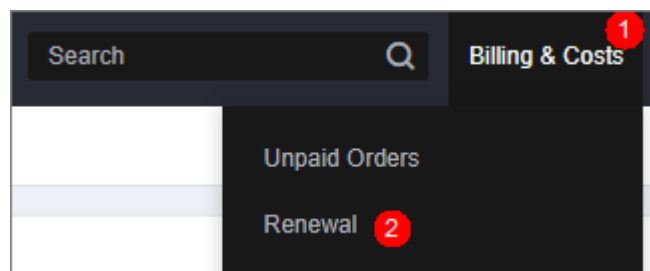 Search
Billing & Costs
1
Unpaid Orders
Renewal 2